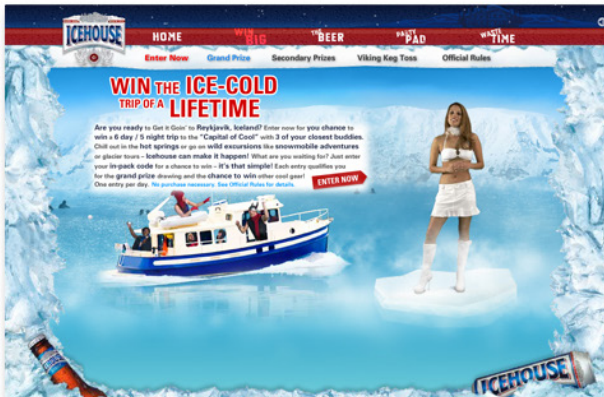 ICEHOUSE
HOME
WIN BIG
THE BEER
PARTY PAD
WASTE TIME
Enter Now
Grand Prize
Secondary Prizes
Viking Keg Toss
Official Rules
WIN THE ICE-COLD
TRIP OF A LIFETIME
Are you ready to Get it Goin' to Reykjavik, Iceland? Enter now for you chance to
win a 6 day / 5 night trip to the "Capital of Cool" with 3 of your closest buddies.
Chill out in the hot springs or go on wild excursions like snowmobile adventures
or glacier tours – Icehouse can make it happen! What are you waiting for? Just enter
your in-pack code for a chance to win – it's that simple! Each entry qualifies you
for the grand prize drawing and the chance to win other cool gear!
One entry per day. No purchase necessary. See Official Rules for details.
ENTER NOW
ICEHOUSE